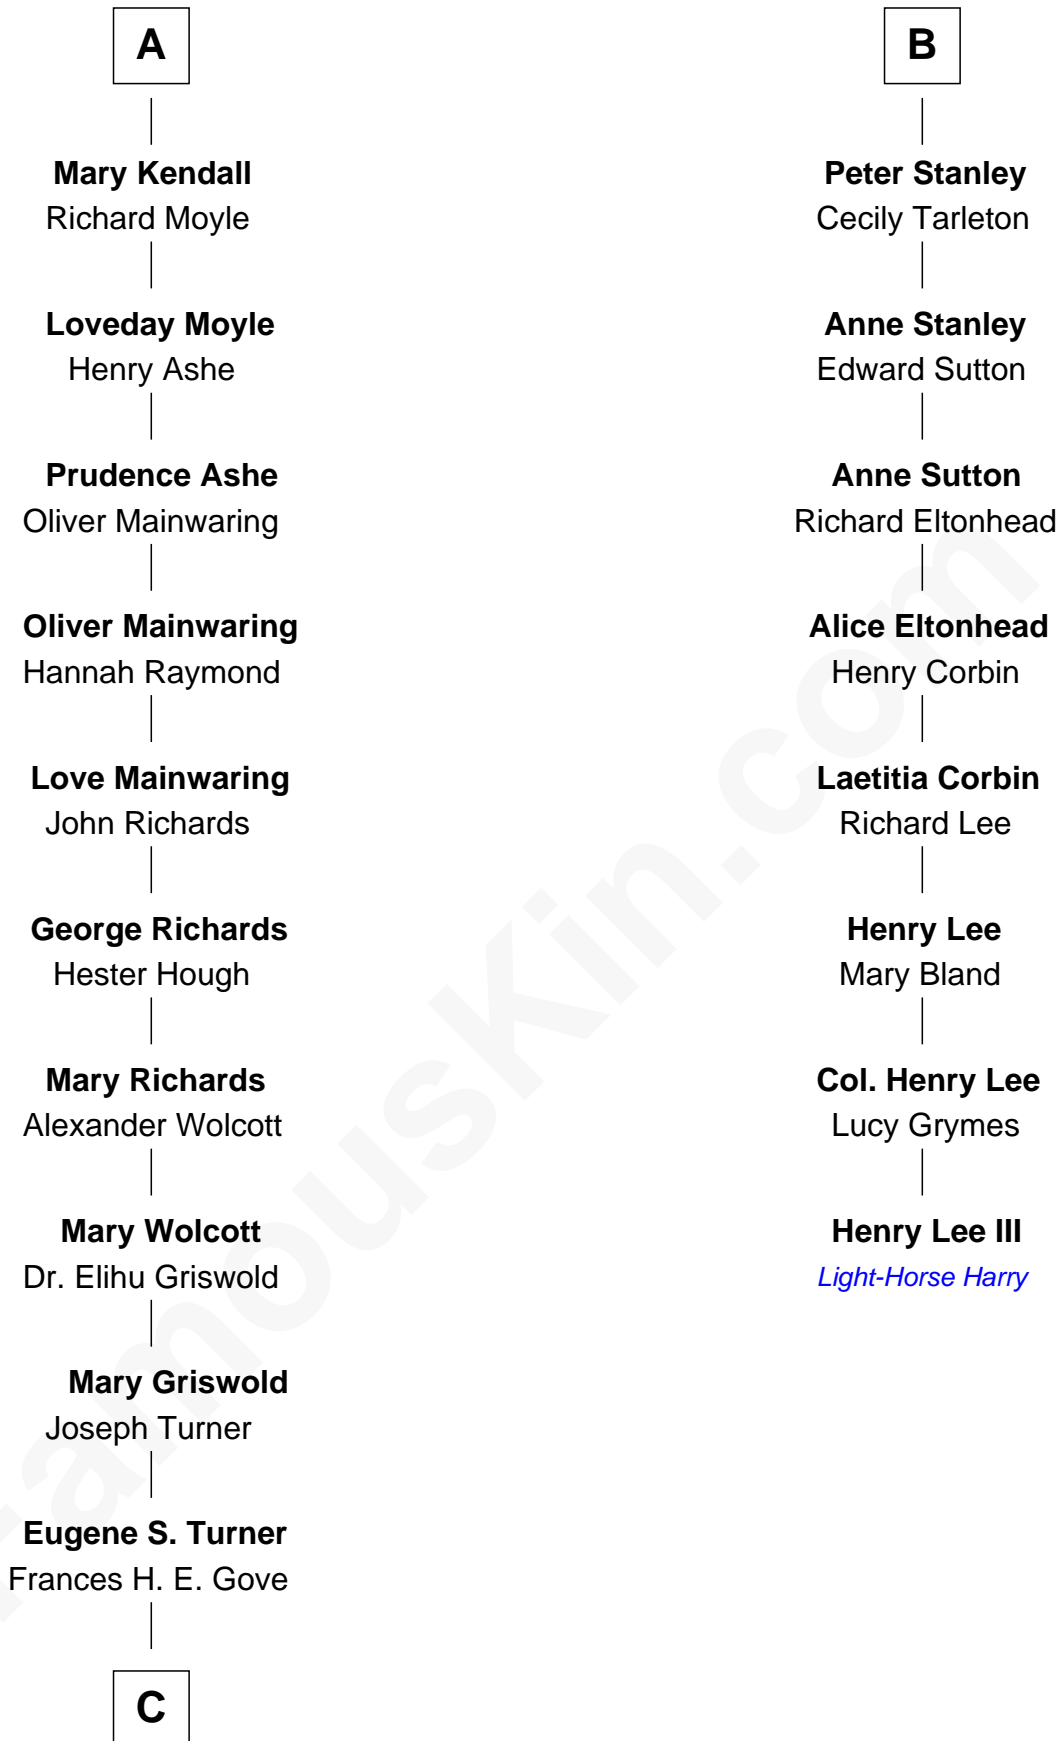 A
Mary Kendall
Richard Moyle
Loveday Moyle
Henry Ashe
Prudence Ashe
Oliver Mainwaring
Oliver Mainwaring
Hannah Raymond
Love Mainwaring
John Richards
George Richards
Hester Hough
Mary Richards
Alexander Wolcott
Mary Wolcott
Dr. Elihu Griswold
Mary Griswold
Joseph Turner
Eugene S. Turner
Frances H. E. Gove
C
B
Peter Stanley
Cecily Tarleton
Anne Stanley
Edward Sutton
Anne Sutton
Richard Eltonhead
Alice Eltonhead
Henry Corbin
Laetitia Corbin
Richard Lee
Henry Lee
Mary Bland
Col. Henry Lee
Lucy Grymes
Henry Lee III
Light-Horse Harry
FamousKin.com